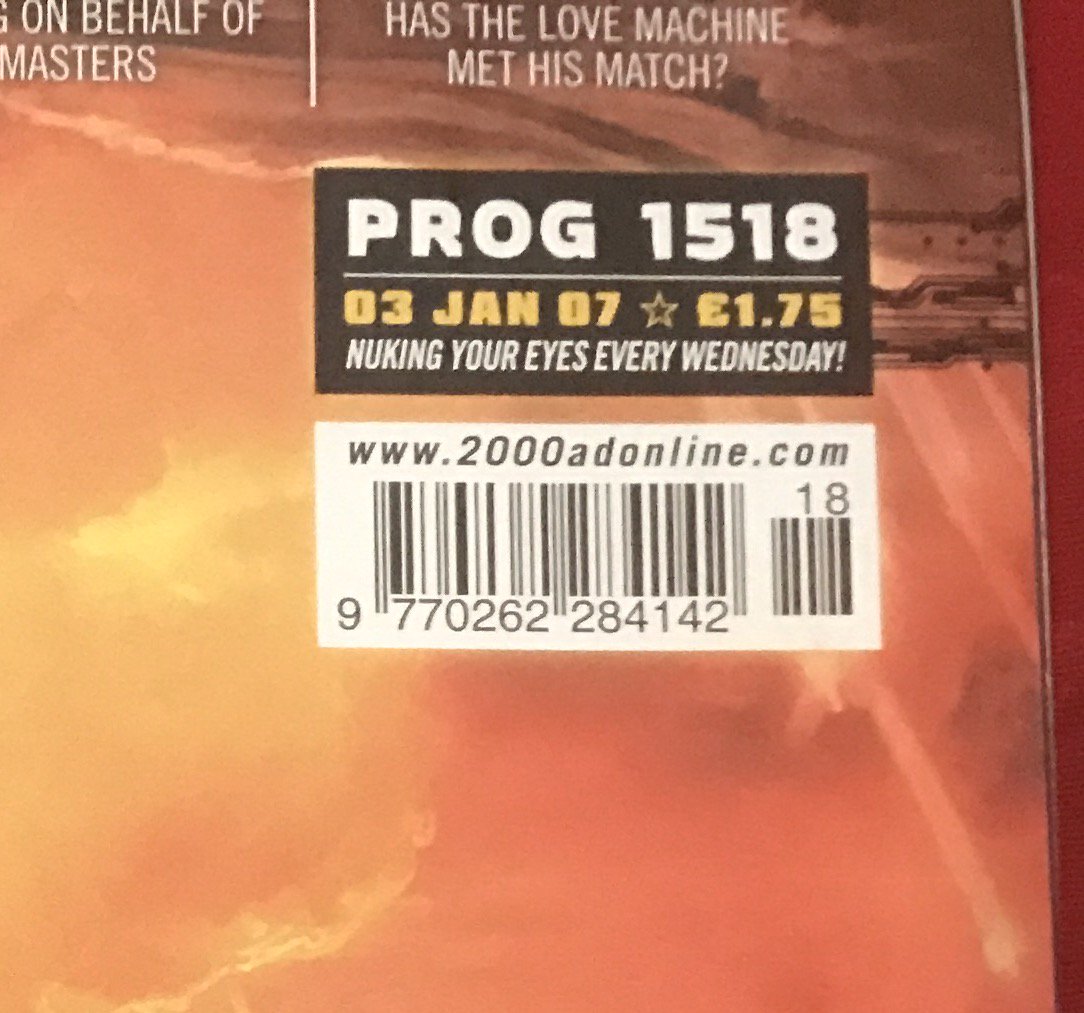 ON BEHALF OF
MASTERS
HAS THE LOVE MACHINE
MET HIS MATCH?
PROG 1518
03 JAN 07 ☆ £1.75
NUKING YOUR EYES EVERY WEDNESDAY!
www.2000adonline.com
18
9 770262 284142